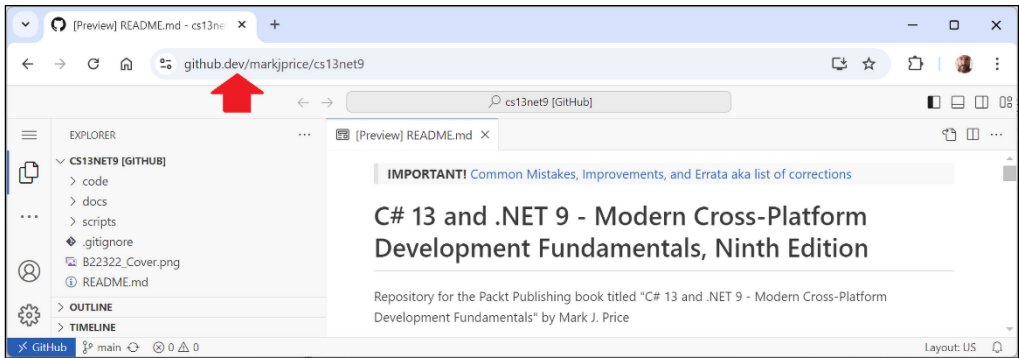 [Preview] README.md - cs13ne
github.dev/markjprice/cs13net9
cs13net9 [GitHub]
EXPLORER
[Preview] README.md
CS13NET9 [GITHUB]
code
docs
scripts
.gitignore
B22322_Cover.png
README.md
OUTLINE
TIMELINE
IMPORTANT! Common Mistakes, Improvements, and Errata aka list of corrections
C# 13 and .NET 9 - Modern Cross-Platform
Development Fundamentals, Ninth Edition
Repository for the Packt Publishing book titled "C# 13 and .NET 9 - Modern Cross-Platform
Development Fundamentals" by Mark J. Price
GitHub main 0 0 Layout: US